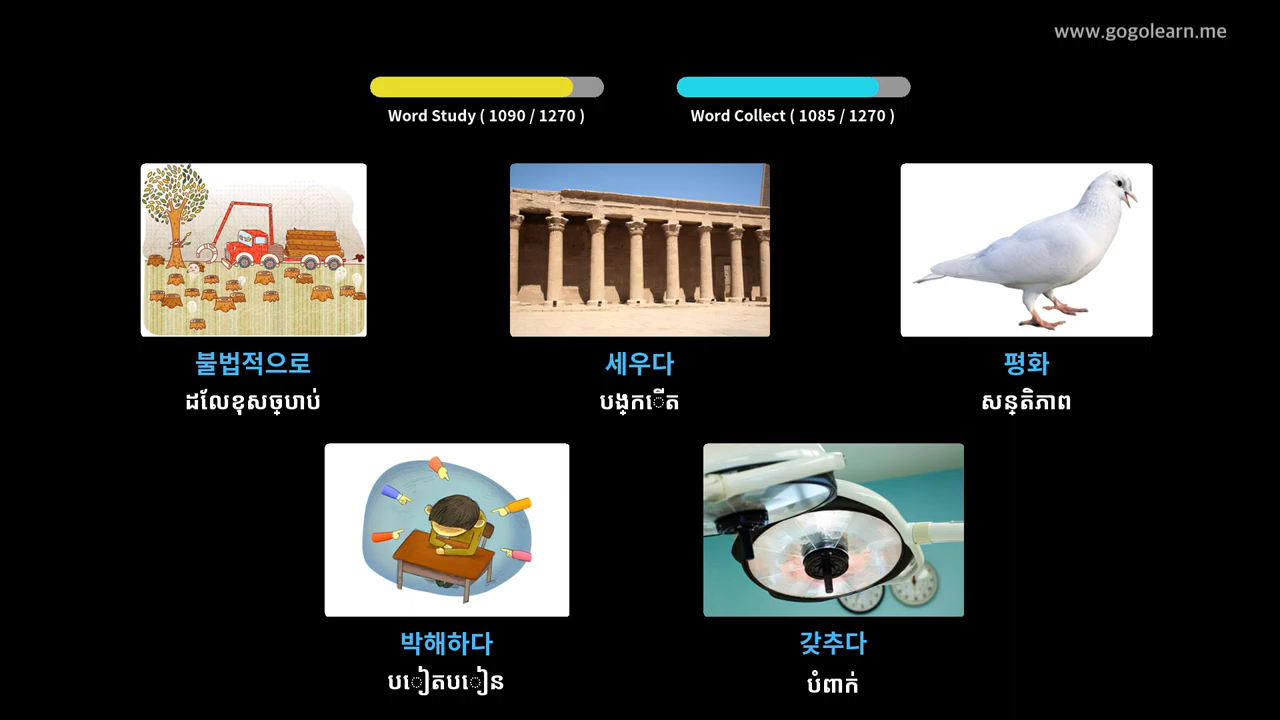 www.gogolearn.me
Word Study ( 1090 / 1270 )
Word Collect ( 1085 / 1270 )
불법적으로
세우다
평화
ដែលខុសច្បាប់
បង្កើត
សន្តិភាព
박해하다
갖추다
បៀតបៀន
បំពាក់